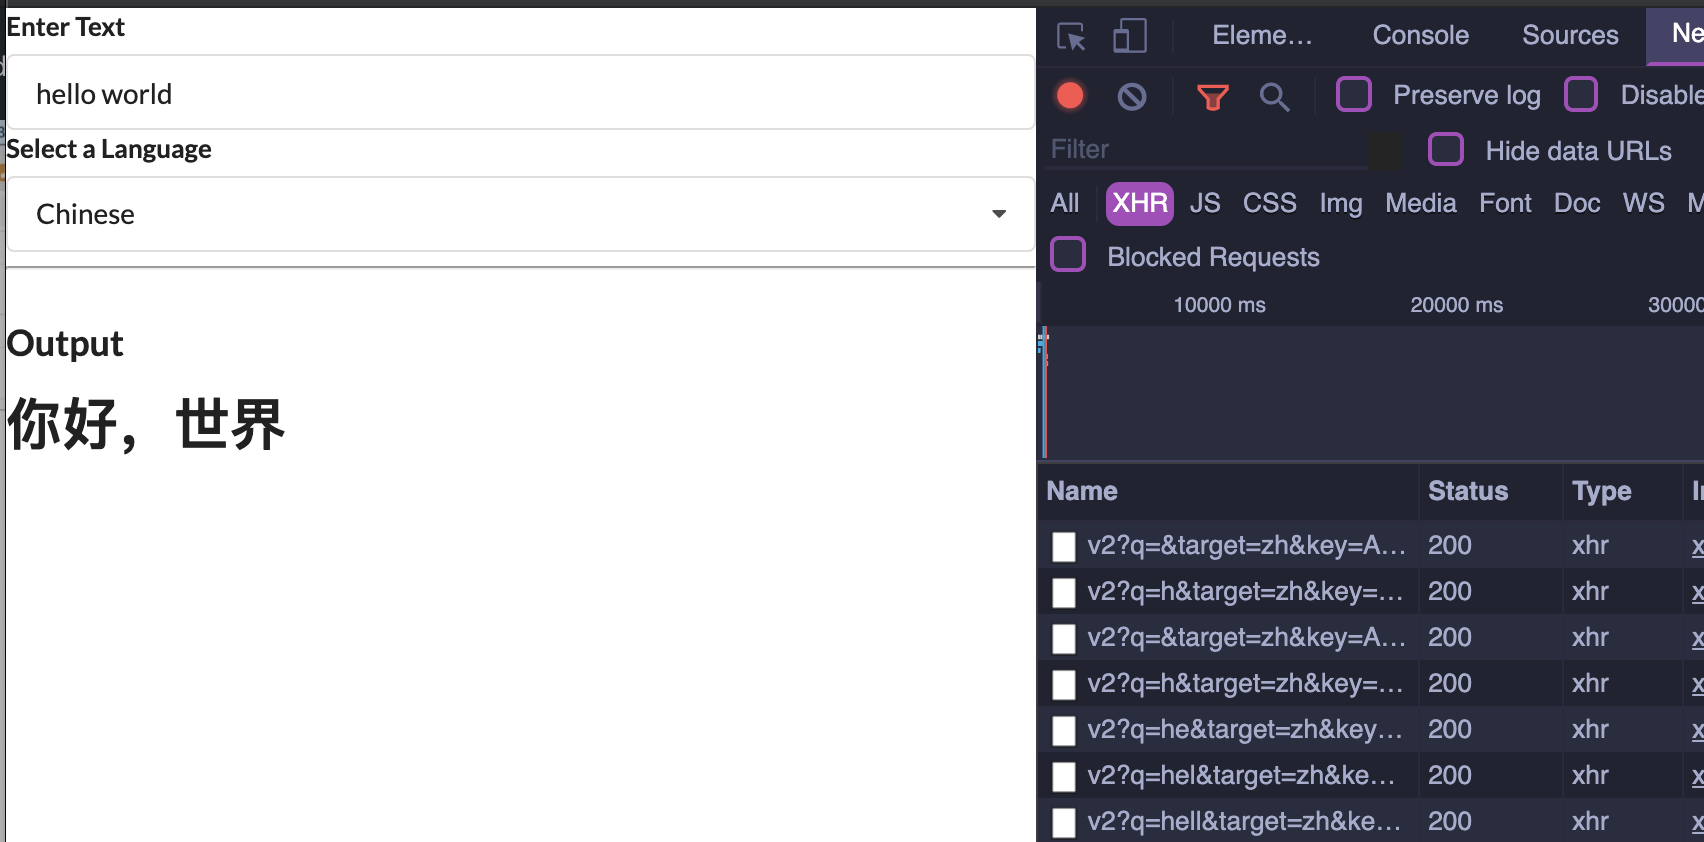 Enter Text
hello world
Select a Language
Chinese
Output
你好，世界
Eleme… Console Sources Ne
Preserve log Disable
Filter Hide data URLs
All XHR JS CSS Img Media Font Doc WS M
Blocked Requests
10000 ms 20000 ms 30000
Name Status Type
v2?q=&target=zh&key=A… 200 xhr x
v2?q=h&target=zh&key=… 200 xhr x
v2?q=&target=zh&key=A… 200 xhr x
v2?q=h&target=zh&key=… 200 xhr x
v2?q=he&target=zh&key… 200 xhr x
v2?q=hel&target=zh&ke… 200 xhr x
v2?q=hell&target=zh&ke… 200 xhr x